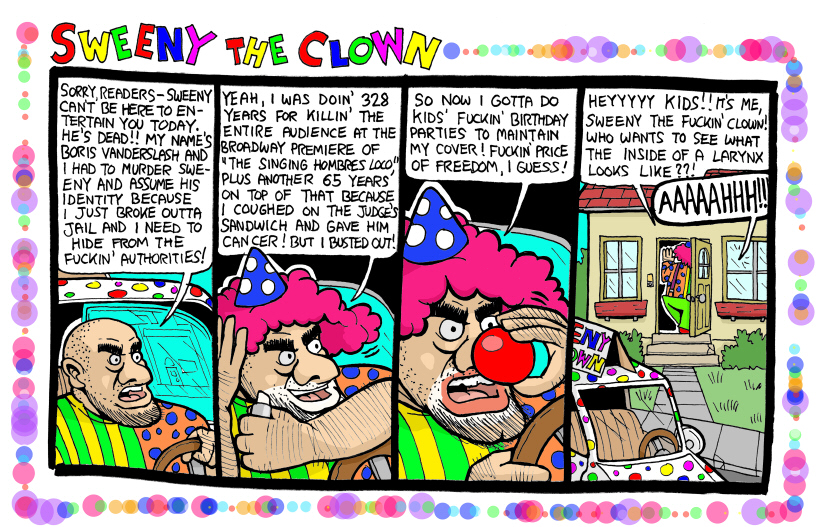 SWEENY THE CLOWN
SORRY, READERS - SWEENY
CAN'T BE HERE TO EN-
TERTAIN YOU TODAY.
HE'S DEAD!! MY NAME'S
BORIS VANDERSLASH AND
I HAD TO MURDER SWE-
ENY AND ASSUME HIS
IDENTITY BECAUSE
I JUST BROKE OUTTA
JAIL AND I NEED TO
HIDE FROM THE
FUCKIN' AUTHORITIES!
YEAH, I WAS DOIN' 328
YEARS FOR KILLIN' THE
ENTIRE AUDIENCE AT THE
BROADWAY PREMIERE OF
"THE SINGING HOMBRES LOCO,"
PLUS ANOTHER 65 YEARS
ON TOP OF THAT BECAUSE
I COUGHED ON THE JUDGE'S
SANDWICH AND GAVE HIM
CANCER! BUT I BUSTED OUT!
SO NOW I GOTTA DO
KIDS' FUCKIN' BIRTHDAY
PARTIES TO MAINTAIN
MY COVER! FUCKIN' PRICE
OF FREEDOM, I GUESS!
HEYYYYY KIDS!! IT'S ME,
SWEENY THE FUCKIN' CLOWN!
WHO WANTS TO SEE WHAT
THE INSIDE OF A LARYNX
LOOKS LIKE??!
AAAAAHHH!!
ENY
OWN